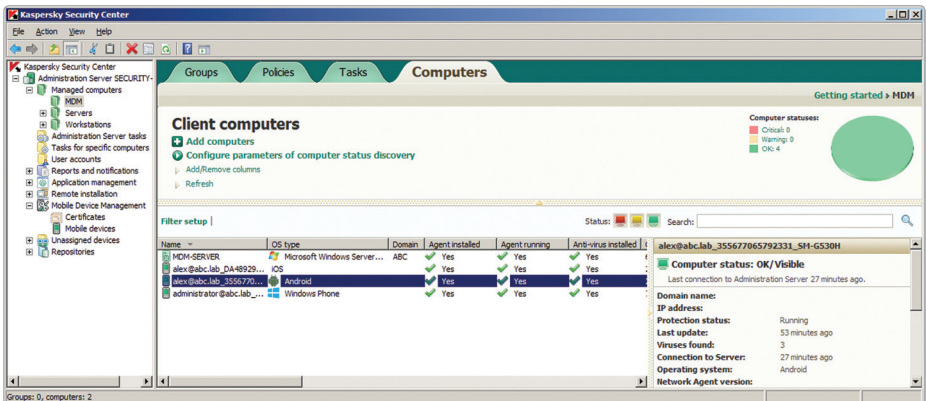 Kaspersky Security Center
File Action View Help
Kaspersky Security Center
Administration Server SECURITY-
Managed computers
MDM
Servers
Workstations
Administration Server tasks
Tasks for specific computers
User accounts
Reports and notifications
Application management
Remote installation
Mobile Device Management
Certificates
Mobile devices
Unassigned devices
Repositories
Groups Policies Tasks Computers
Getting started › MDM
Client computers
Add computers
Configure parameters of computer status discovery
Add/Remove columns
Refresh
Computer statuses:
Critical: 0
Warning: 0
OK: 4
Filter setup
Status: Search:
Name OS type Domain Agent installed Agent running Anti-virus installed
MDM-SERVER Microsoft Windows Server... ABC Yes Yes Yes
alex@abc.lab_DA48929... iOS Yes Yes Yes
alex@abc.lab_3556770... Android Yes Yes Yes
administrator@abc.lab_... Windows Phone Yes Yes Yes
alex@abc.lab_355677065792331_SM-G530H
Computer status: OK/Visible
Last connection to Administration Server 27 minutes ago.
Domain name:
IP address:
Protection status: Running
Last update: 53 minutes ago
Viruses found: 3
Connection to Server: 27 minutes ago
Operating system: Android
Network Agent version:
Groups: 0, computers: 2